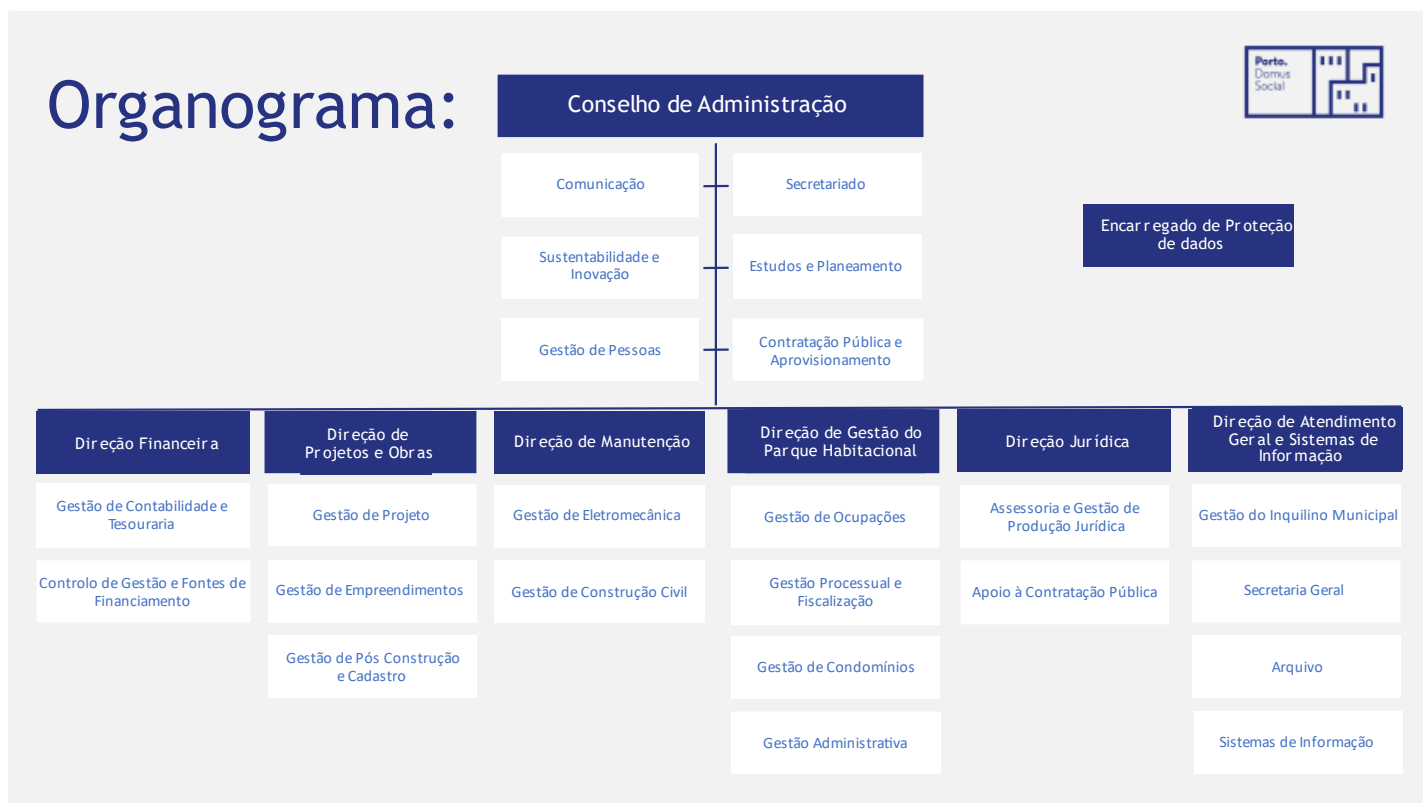 Organograma:
Conselho de Administração
Porto.
Domus
Social
Comunicação
Secretariado
Encarregado de Proteção
de dados
Sustentabilidade e
Inovação
Estudos e Planeamento
Gestão de Pessoas
Contratação Pública e
Aprovisionamento
Direção Financeira
Direção de
Projetos e Obras
Direção de Manutenção
Direção de Gestão do
Parque Habitacional
Direção Jurídica
Direção de Atendimento
Geral e Sistemas de
Informação
Gestão de Contabilidade e
Tesouraria
Gestão de Projeto
Gestão de Eletromecânica
Gestão de Ocupações
Assessoria e Gestão de
Produção Jurídica
Gestão do Inquilino Municipal
Controlo de Gestão e Fontes de
Financiamento
Gestão de Empreendimentos
Gestão de Construção Civil
Gestão Processual e
Fiscalização
Apoio à Contratação Pública
Secretaria Geral
Gestão de Pós Construção
e Cadastro
Gestão de Condomínios
Arquivo
Gestão Administrativa
Sistemas de Informação